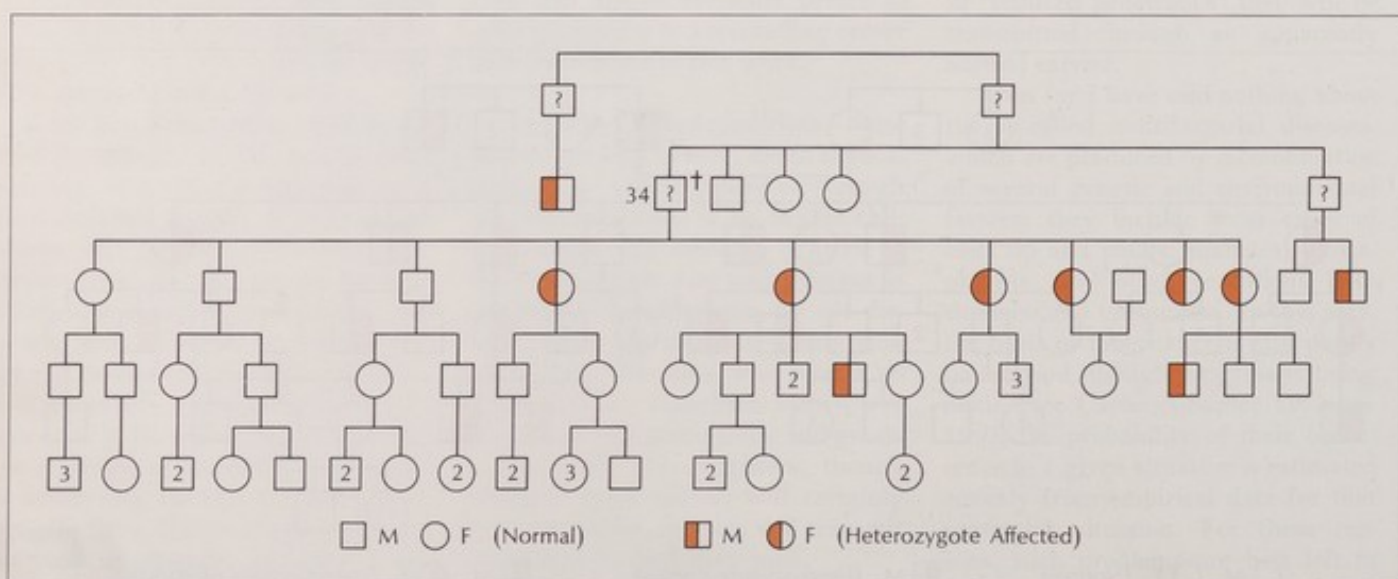 ? ?
34 ? † ?
2 3
3 2 2 2 2 3 2 2
M F (Normal) M F (Heterozygote Affected)